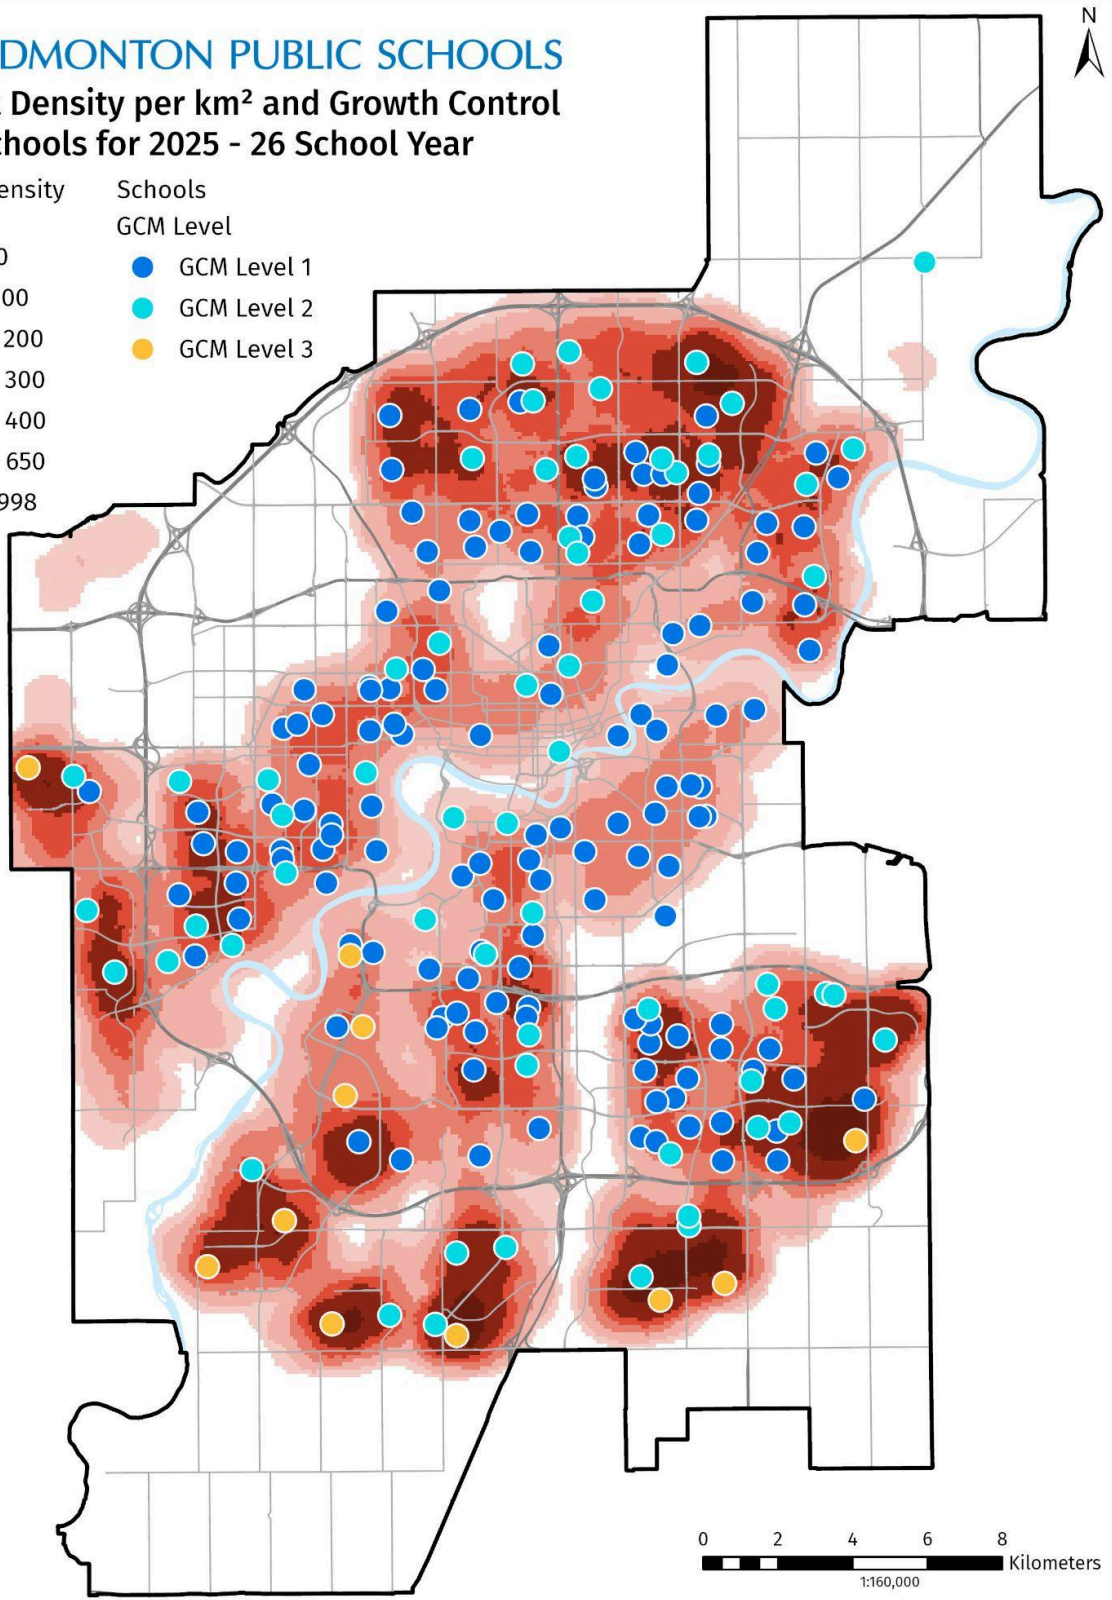 N
DMONTON PUBLIC SCHOOLS
Density per km² and Growth Control
hools for 2025 - 26 School Year
ensity
Schools
GCM Level
0
GCM Level 1
00
GCM Level 2
200
GCM Level 3
300
400
650
998
0 2 4 6 8
Kilometers
1:160,000